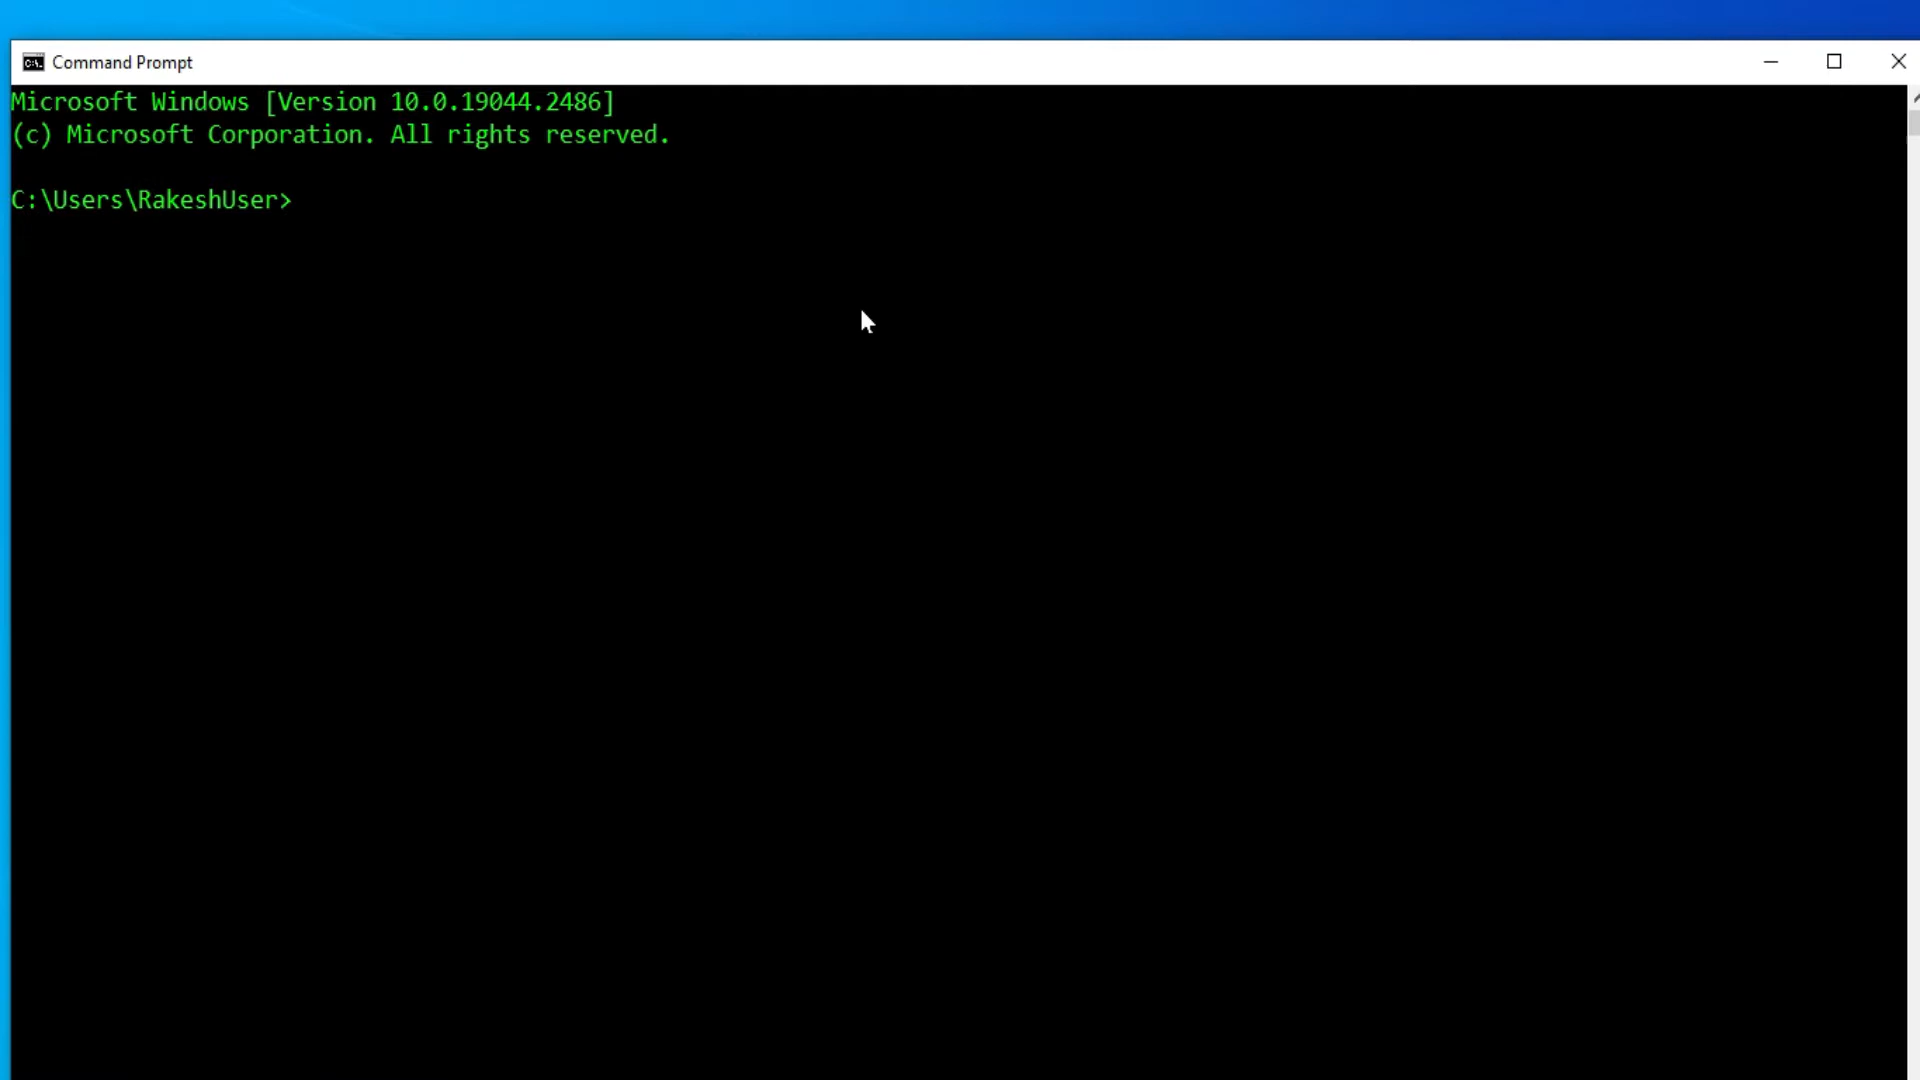 Command Prompt
Microsoft Windows [Version 10.0.19044.2486]
(c) Microsoft Corporation. All rights reserved.
C:\Users\RakeshUser>